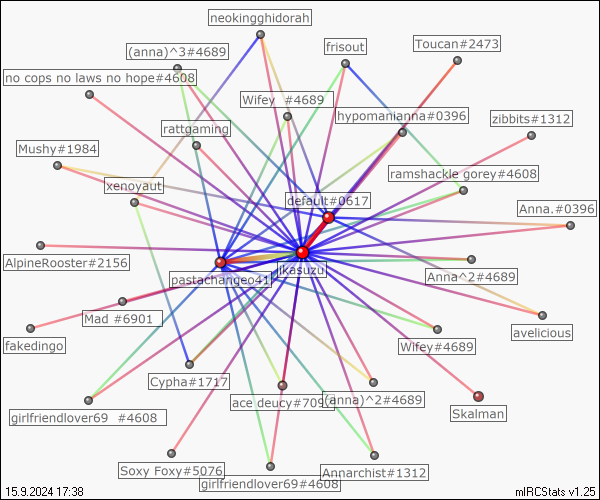 neokingghidorah
(anna)^3#4689
frisout
Toucan#2473
no cops no laws no hope#4608
Wifey  #4689
hypomanianna#0396
zibbits#1312
rattgaming
Mushy#1984
ramshackle gorey#4608
xenoyaut
default#0617
Anna.#0396
jkasuzu
AlpineRooster#2156
pastachangeo41
Anna^2#4689
Mad #6901
avelicious
fakedingo
Wifey#4689
Cypha#1717
ace deucy#709
(anna)^2#4689
girlfriendlover69  #4608
Skalman
Soxy Foxy#5076
Annarchist#1312
girlfriendlover69#4608
15.9.2024 17:38
mIRCStats v1.25